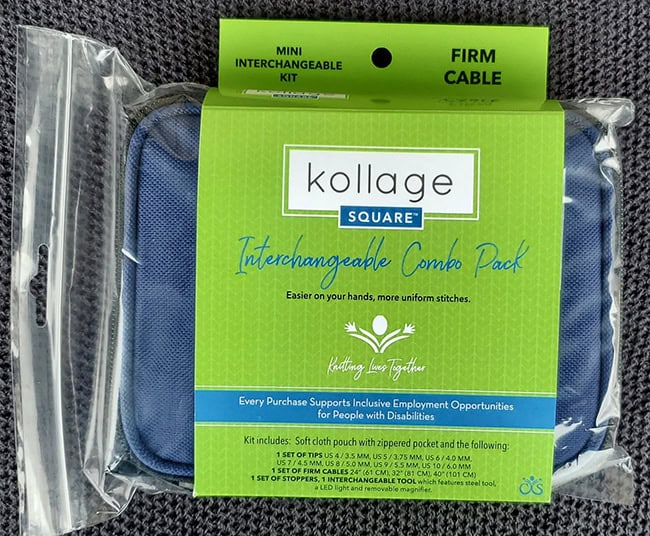 MINI
INTERCHANGEABLE
KIT
FIRM
CABLE
SQUARE
kollage
SQUARE™
Interchangeable Combo Pack
Easier on your hands, more uniform stitches.
Knitting Lives Together
Every Purchase Supports Inclusive Employment Opportunities
for People with Disabilities
Kit includes: Soft cloth pouch with zippered pocket and the following:
1 SET OF TIPS US 4 / 3.5 MM, US 5 / 3.75 MM, US 6 / 4.0 MM,
US 7 / 4.5 MM, US 8 / 5.0 MM, US 9 / 5.5 MM, US 10 / 6.0 MM
1 SET OF FIRM CABLES 24" (61 CM), 32" (81 CM), 40" (101 CM)
1 SET OF STOPPERS, 1 INTERCHANGEABLE TOOL which features steel tool,
a LED light and removable magnifier.